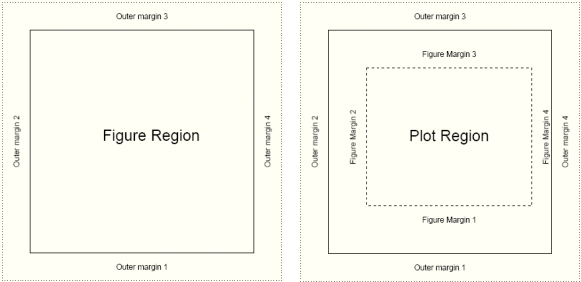 Outer margin 3
Outer margin 2
Figure Region
Outer margin 4
Outer margin 1
Outer margin 3
Figure Margin 3
Outer margin 2
Figure Margin 2
Plot Region
Figure Margin 4
Outer margin 4
Figure Margin 1
Outer margin 1